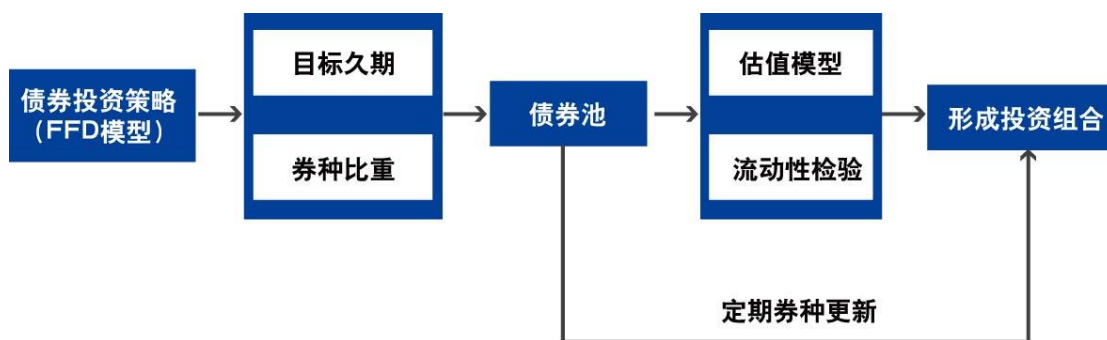 债券投资策略
(FFD模型)
目标久期
券种比重
债券池
估值模型
流动性检验
形成投资组合
定期券种更新